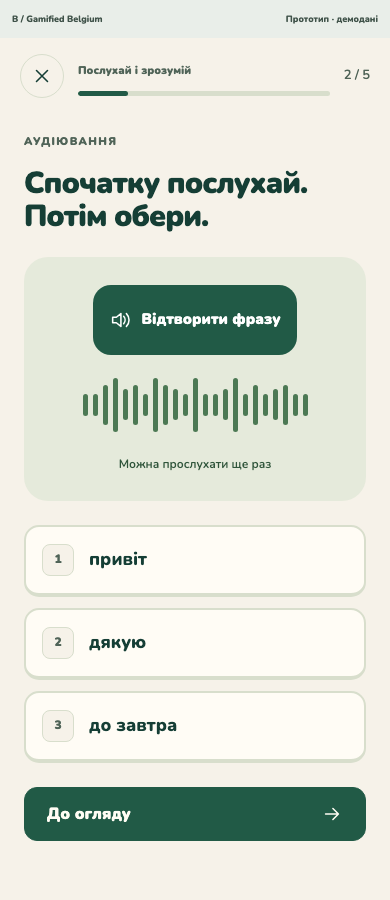 B / Gamified Belgium
Прототип · демодані
Послухай і зрозумій
2 / 5
АУДІЮВАННЯ
Спочатку послухай.
Потім обери.
Відтворити фразу
Можна прослухати ще раз
1 привіт
2 дякую
3 до завтра
До огляду